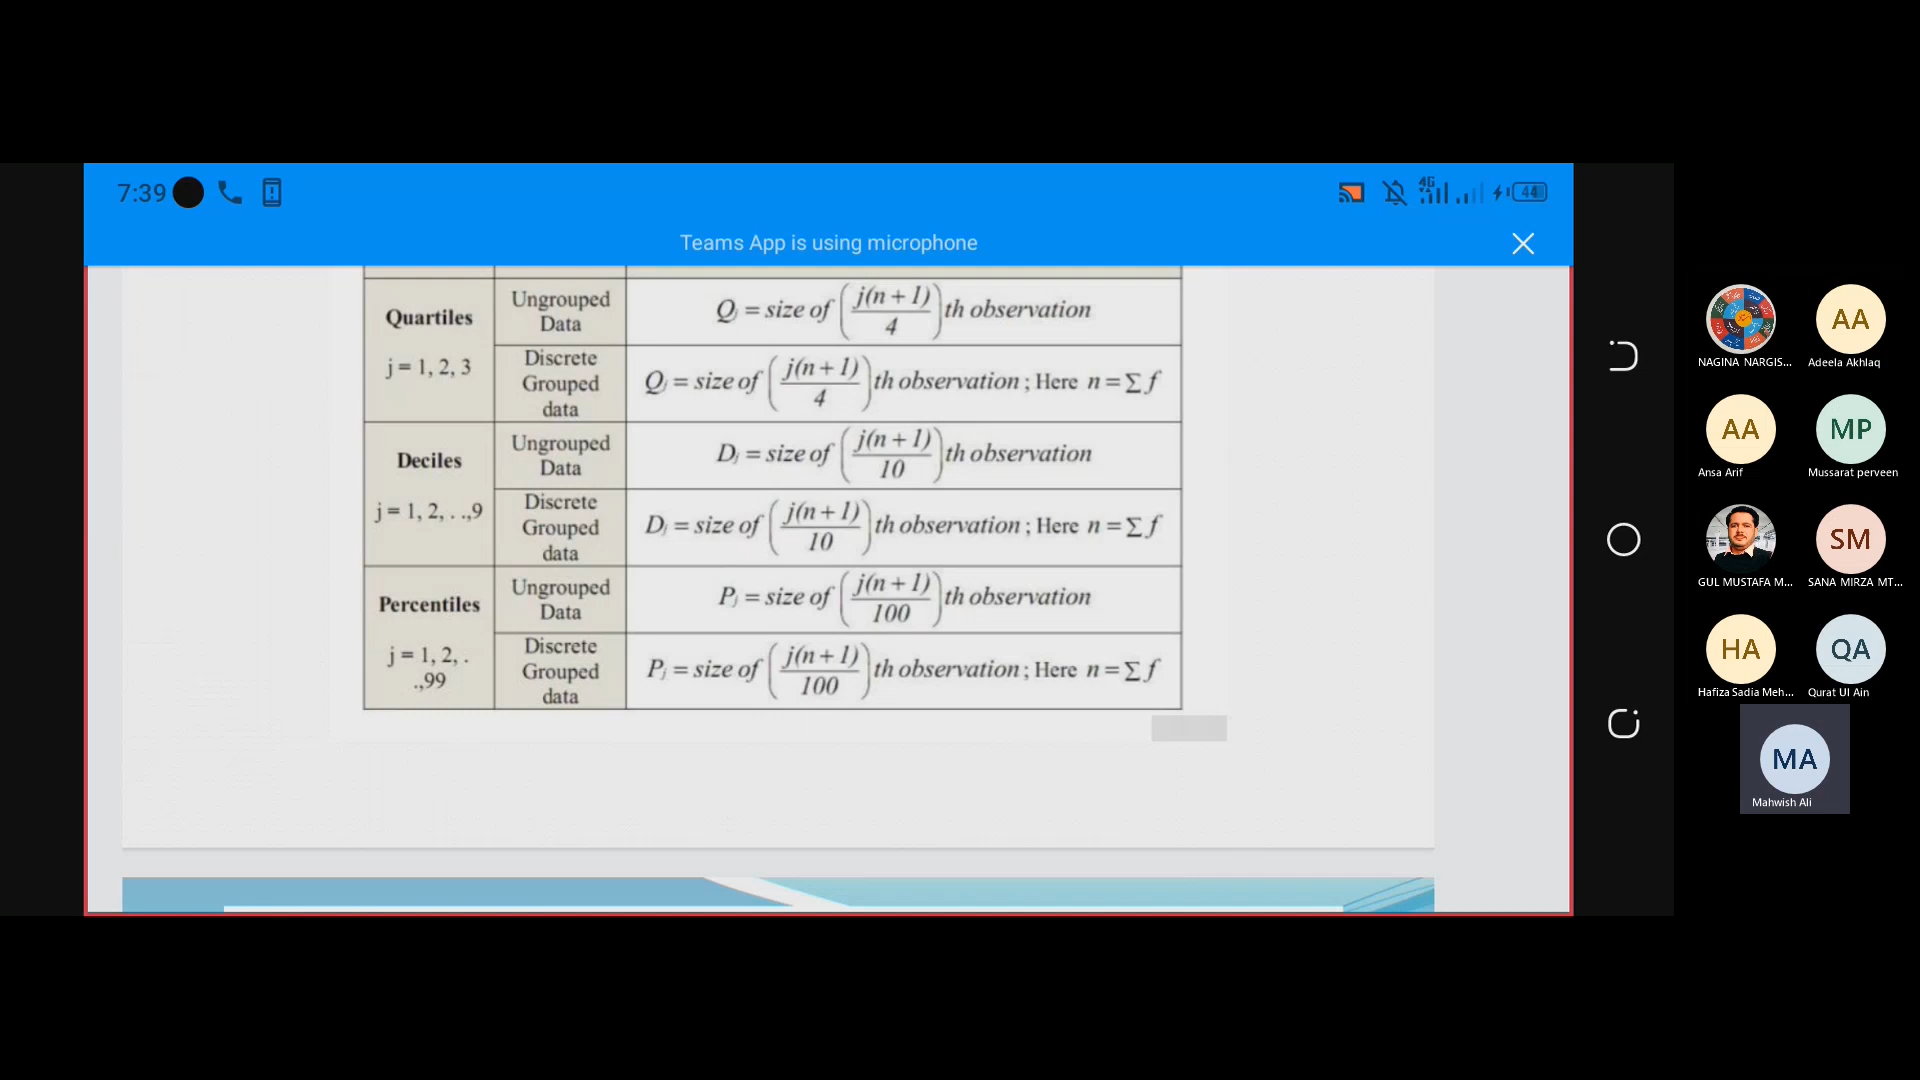 7:39
4G
44
Teams App is using microphone
Quartiles
j = 1, 2, 3
Ungrouped
Data
Qj = size of (j(n + 1)/4)th observation
Discrete
Grouped
data
Qj = size of (j(n + 1)/4)th observation ; Here n = ∑ f
Deciles
j = 1, 2, . .,9
Ungrouped
Data
Dj = size of (j(n + 1)/10)th observation
Discrete
Grouped
data
Dj = size of (j(n + 1)/10)th observation ; Here n = ∑ f
Percentiles
j = 1, 2, .
.,99
Ungrouped
Data
Pj = size of (j(n + 1)/100)th observation
Discrete
Grouped
data
Pj = size of (j(n + 1)/100)th observation ; Here n = ∑ f
NAGINA NARGIS...
AA
Adeela Akhlaq
AA
Ansa Arif
MP
Mussarat perveen
GUL MUSTAFA M...
SM
SANA MIRZA MT...
HA
Hafiza Sadia Meh...
QA
Qurat Ul Ain
MA
Mahwish Ali